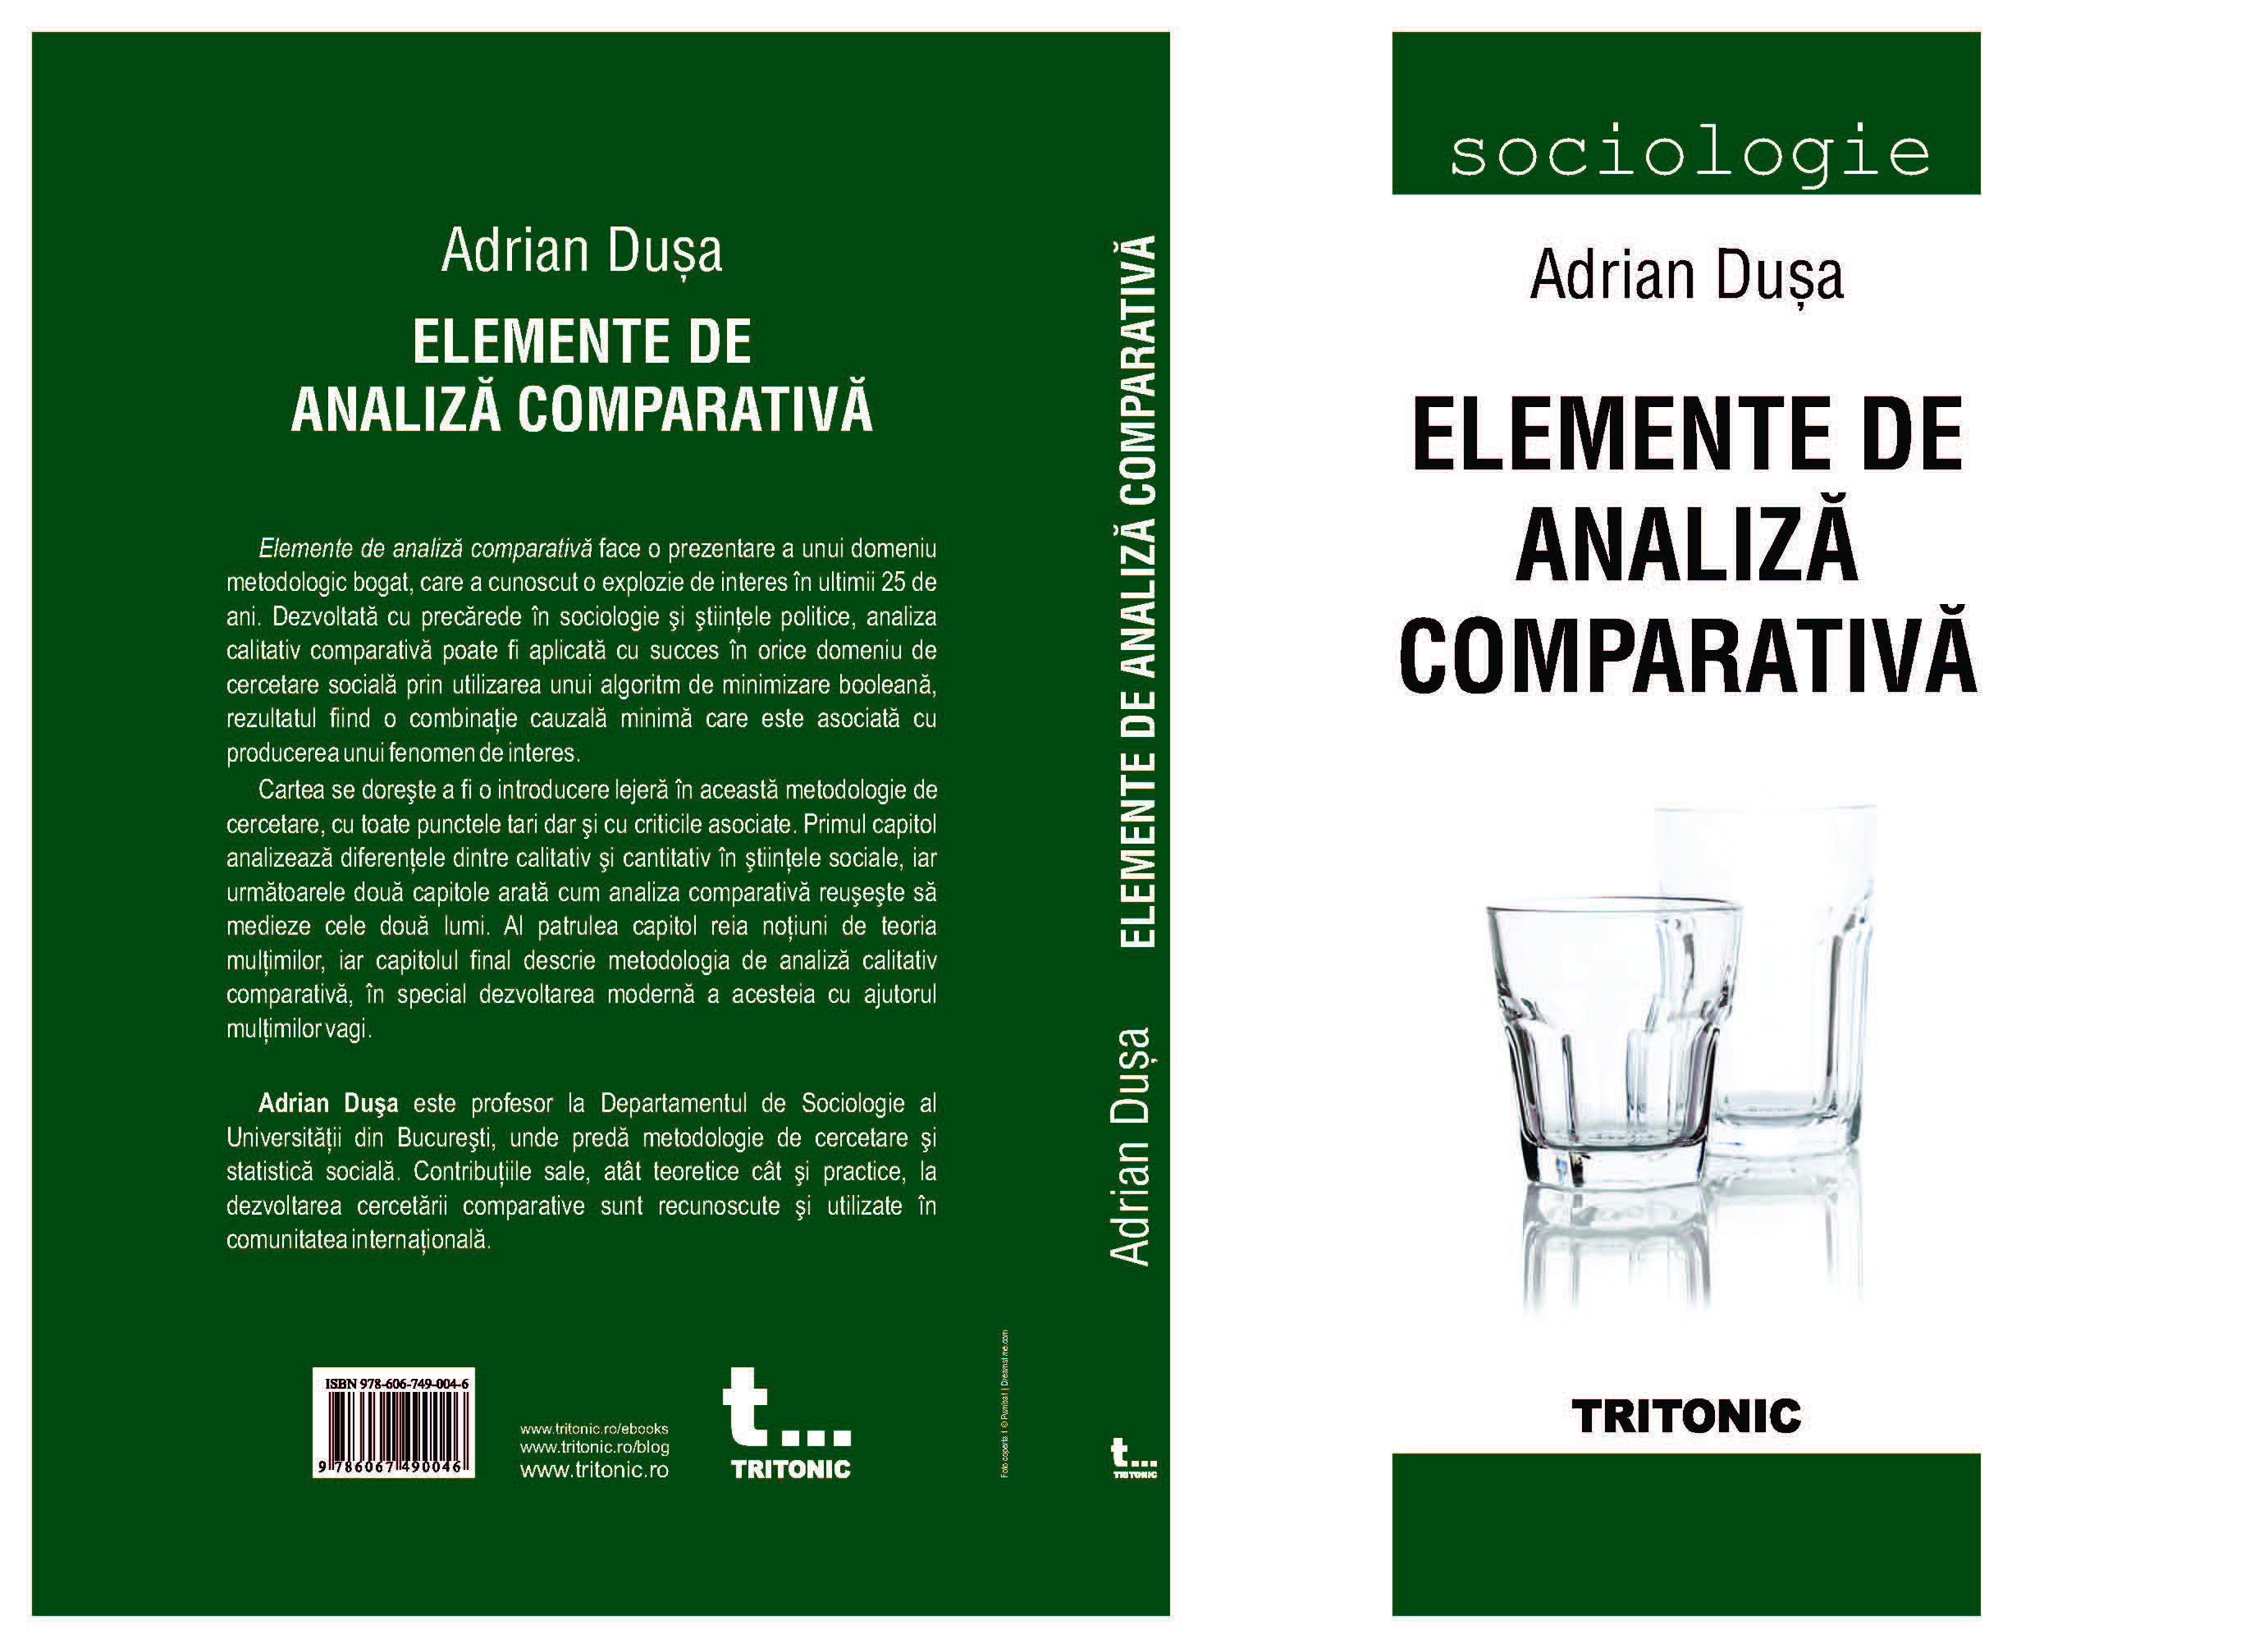 Adrian Dușa
ELEMENTE DE
ANALIZĂ COMPARATIVĂ
Elemente de analiză comparativă face o prezentare a unui domeniu
metodologic bogat, care a cunoscut o explozie de interes în ultimii 25 de
ani. Dezvoltată cu precărede în sociologie şi ştiinţele politice, analiza
calitativ comparativă poate fi aplicată cu succes în orice domeniu de
cercetare socială prin utilizarea unui algoritm de minimizare booleană,
rezultatul fiind o combinaţie cauzală minimă care este asociată cu
producerea unui fenomen de interes.
Cartea se doreşte a fi o introducere lejeră în această metodologie de
cercetare, cu toate punctele tari dar şi cu criticile asociate. Primul capitol
analizează diferenţele dintre calitativ şi cantitativ în ştiinţele sociale, iar
următoarele două capitole arată cum analiza comparativă reuşeşte să
medieze cele două lumi. Al patrulea capitol reia noţiuni de teoria
mulţimilor, iar capitolul final descrie metodologia de analiză calitativ
comparativă, în special dezvoltarea modernă a acesteia cu ajutorul
mulţimilor vagi.
Adrian Duşa este profesor la Departamentul de Sociologie al
Universităţii din Bucureşti, unde predă metodologie de cercetare şi
statistică socială. Contribuţiile sale, atât teoretice cât şi practice, la
dezvoltarea cercetării comparative sunt recunoscute şi utilizate în
comunitatea internaţională.
ISBN 978-606-749-004-6
9 786067 490046
www.tritonic.ro/ebooks
www.tritonic.ro/blog
www.tritonic.ro
t...
TRITONIC
Foto coperta 1 © | Dreamstime.com
Adrian Dușa ELEMENTE DE ANALIZĂ COMPARATIVĂ
t...
TRITONIC
sociologie
Adrian Dușa
ELEMENTE DE
ANALIZĂ
COMPARATIVĂ
TRITONIC